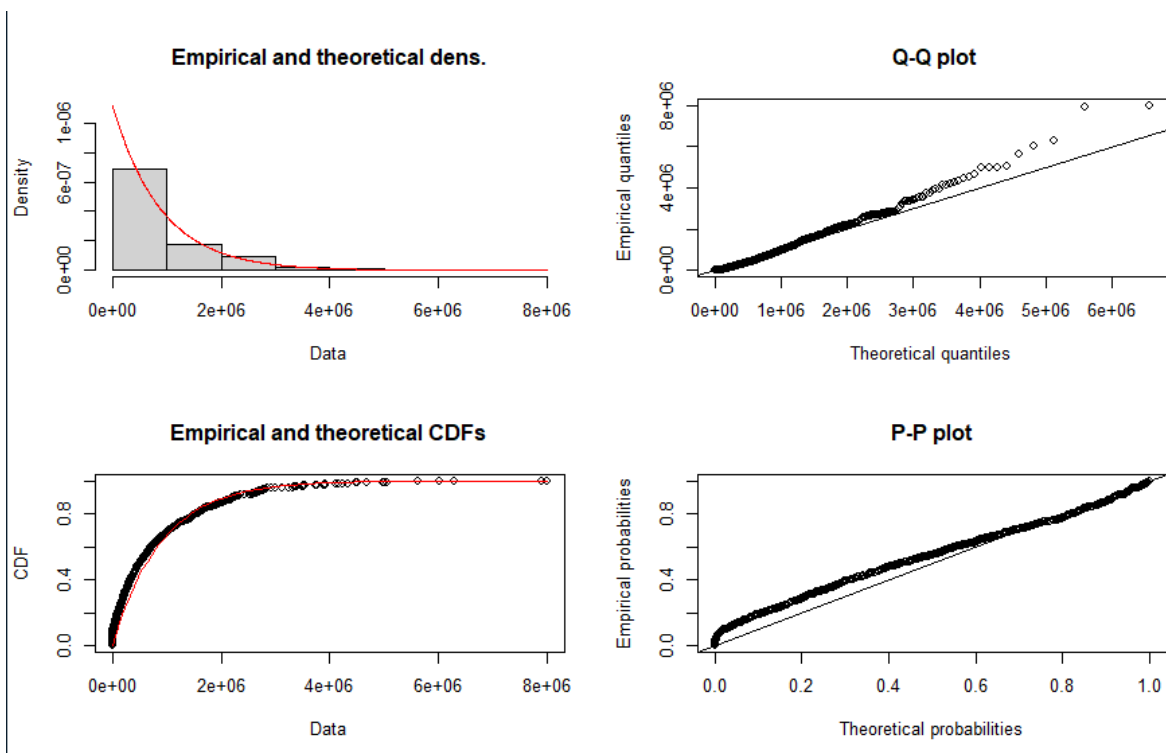 Empirical and theoretical dens.
Density
0e+00 6e-07 1e-06
0e+00 2e+06 4e+06 6e+06 8e+06
Data
Q-Q plot
Empirical quantiles
0e+00 4e+06 8e+06
0e+00 1e+06 2e+06 3e+06 4e+06 5e+06 6e+06
Theoretical quantiles
Empirical and theoretical CDFs
CDF
0.0 0.4 0.8
0e+00 2e+06 4e+06 6e+06 8e+06
Data
P-P plot
Empirical probabilities
0.0 0.4 0.8
0.0 0.2 0.4 0.6 0.8 1.0
Theoretical probabilities